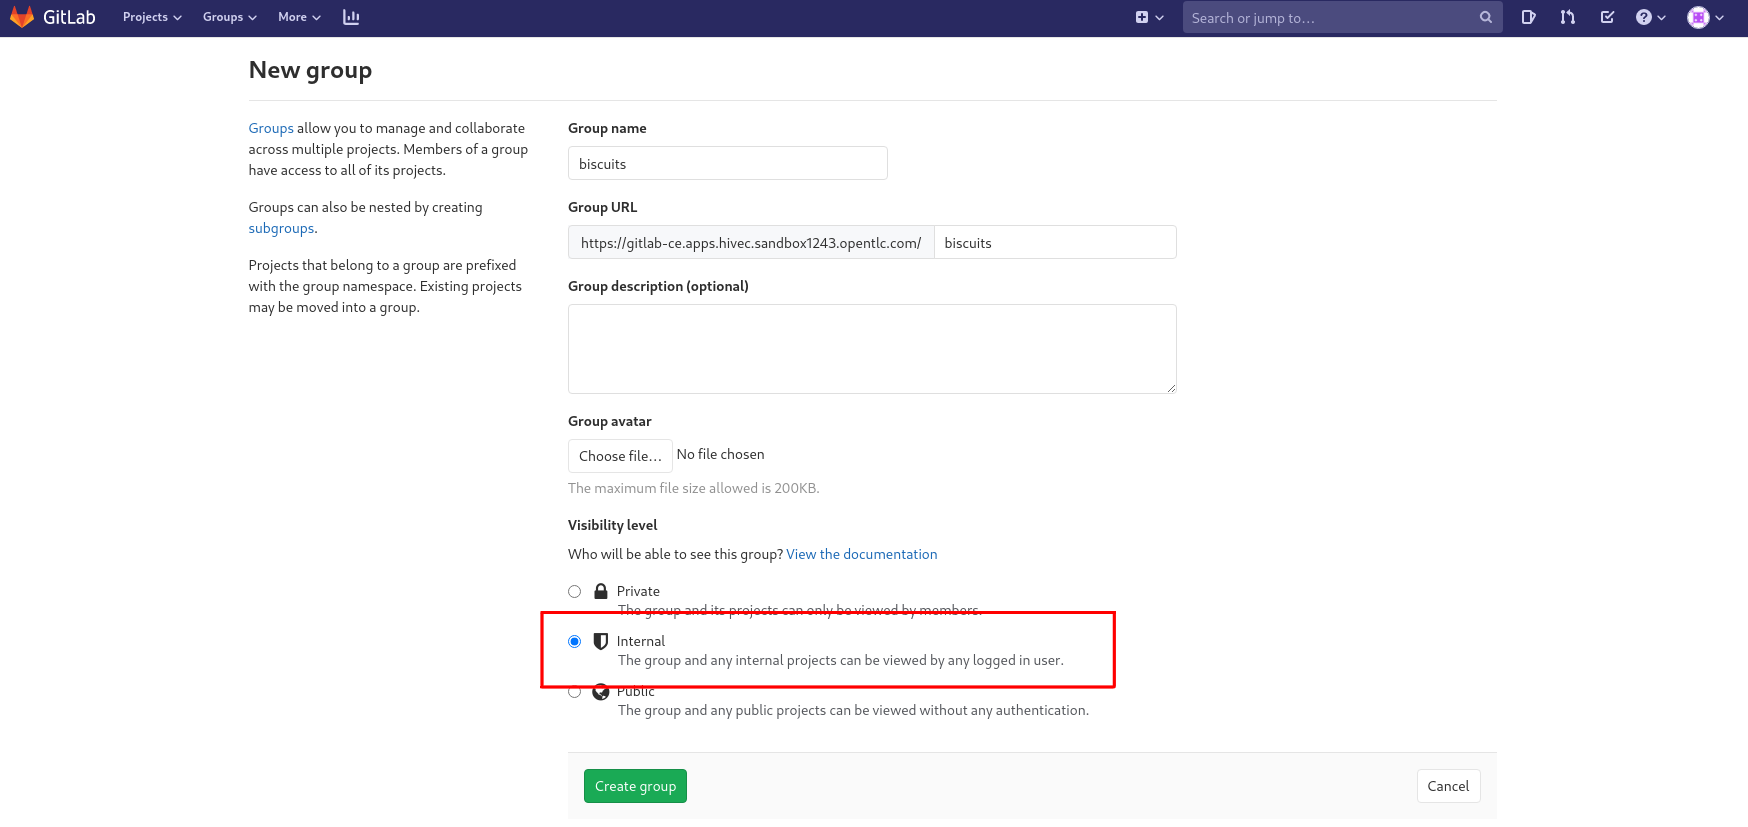 GitLab Projects Groups More Search or jump to...
New group
Groups allow you to manage and collaborate
across multiple projects. Members of a group
have access to all of its projects.
Groups can also be nested by creating
subgroups.
Projects that belong to a group are prefixed
with the group namespace. Existing projects
may be moved into a group.
Group name
biscuits
Group URL
https://gitlab-ce.apps.hivec.sandbox1243.opentlc.com/ biscuits
Group description (optional)
Group avatar
Choose file... No file chosen
The maximum file size allowed is 200KB.
Visibility level
Who will be able to see this group? View the documentation
Private
The group and its projects can only be viewed by members.
Internal
The group and any internal projects can be viewed by any logged in user.
Public
The group and any public projects can be viewed without any authentication.
Create group Cancel